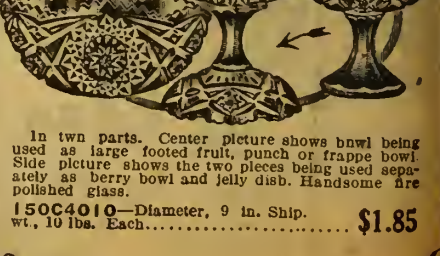 In two parts. Center picture shows bowl being
used as large footed fruit, punch or frappe bowl.
Side picture shows the two pieces being used sepa-
ately as berry bowl and jelly dish. Handsome fire
polished glass.
150C4010—Diameter, 9 in. Ship.
wt., 10 lbs. Each.......................... $1.85